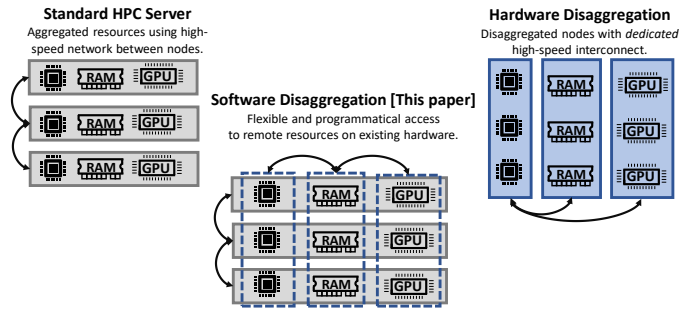 Standard HPC Server
Aggregated resources using high-
speed network between nodes.
RAM GPU
RAM GPU
RAM GPU
Software Disaggregation [This paper]
Flexible and programmatical access
to remote resources on existing hardware.
RAM GPU
RAM GPU
RAM GPU
Hardware Disaggregation
Disaggregated nodes with dedicated
high-speed interconnect.
RAM GPU
RAM GPU
RAM GPU